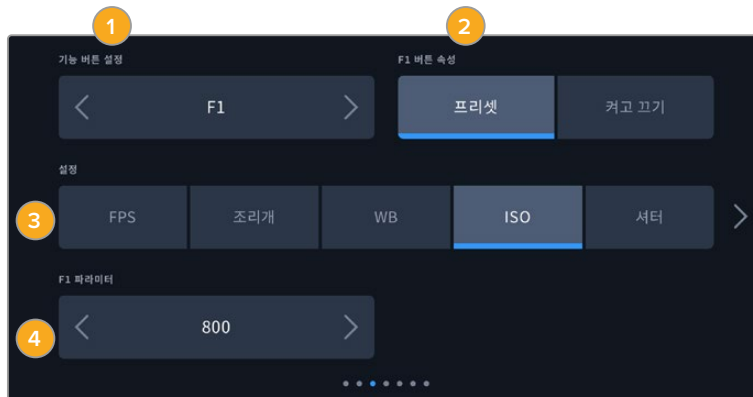 1 2
기능 버튼 설정 F1 버튼 속성
F1 프리셋 켜고 끄기
설정
3 FPS 조리개 WB ISO 셔터
F1 파라미터
4 800